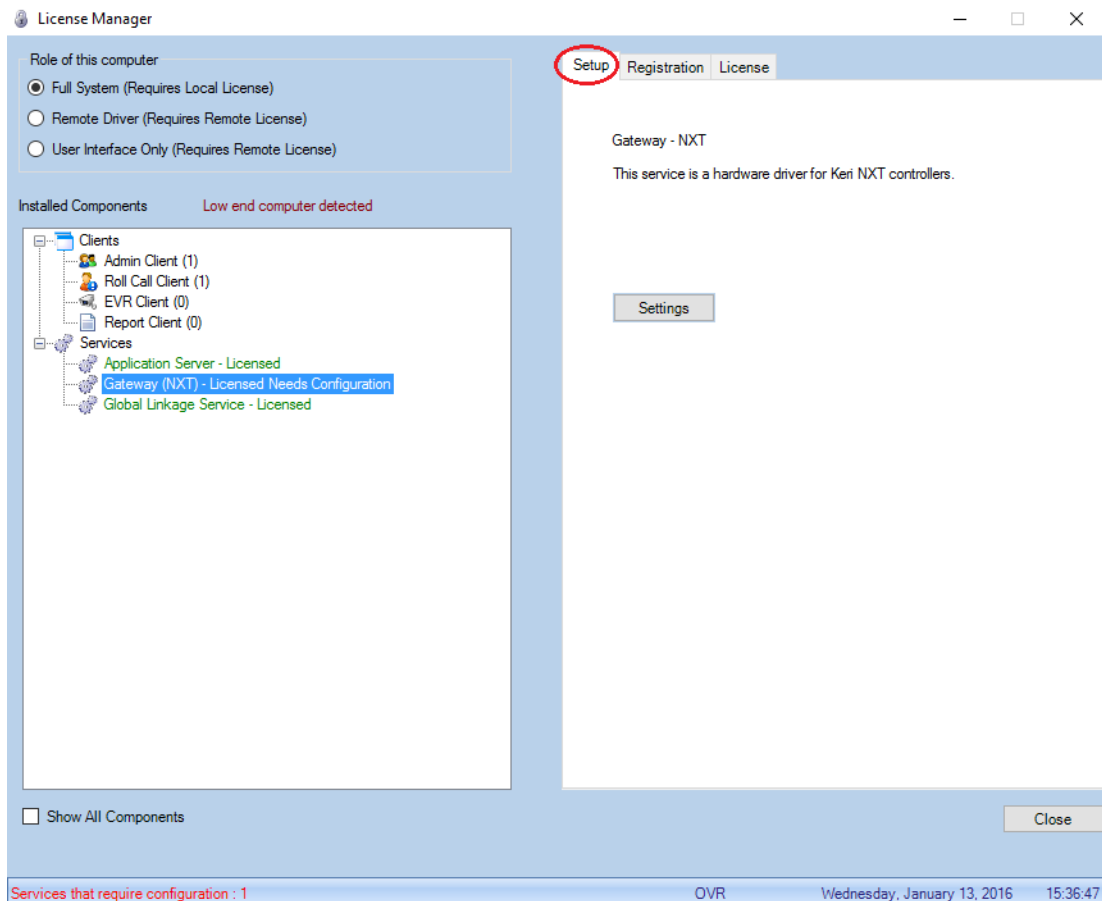 License Manager
Role of this computer
Full System (Requires Local License)
Remote Driver (Requires Remote License)
User Interface Only (Requires Remote License)
Installed Components Low end computer detected
Clients
Admin Client (1)
Roll Call Client (1)
EVR Client (0)
Report Client (0)
Services
Application Server - Licensed
Gateway (NXT) - Licensed Needs Configuration
Global Linkage Service - Licensed
Show All Components
Setup Registration License
Gateway - NXT
This service is a hardware driver for Keri NXT controllers.
Settings
Close
Services that require configuration : 1 OVR Wednesday, January 13, 2016 15:36:47